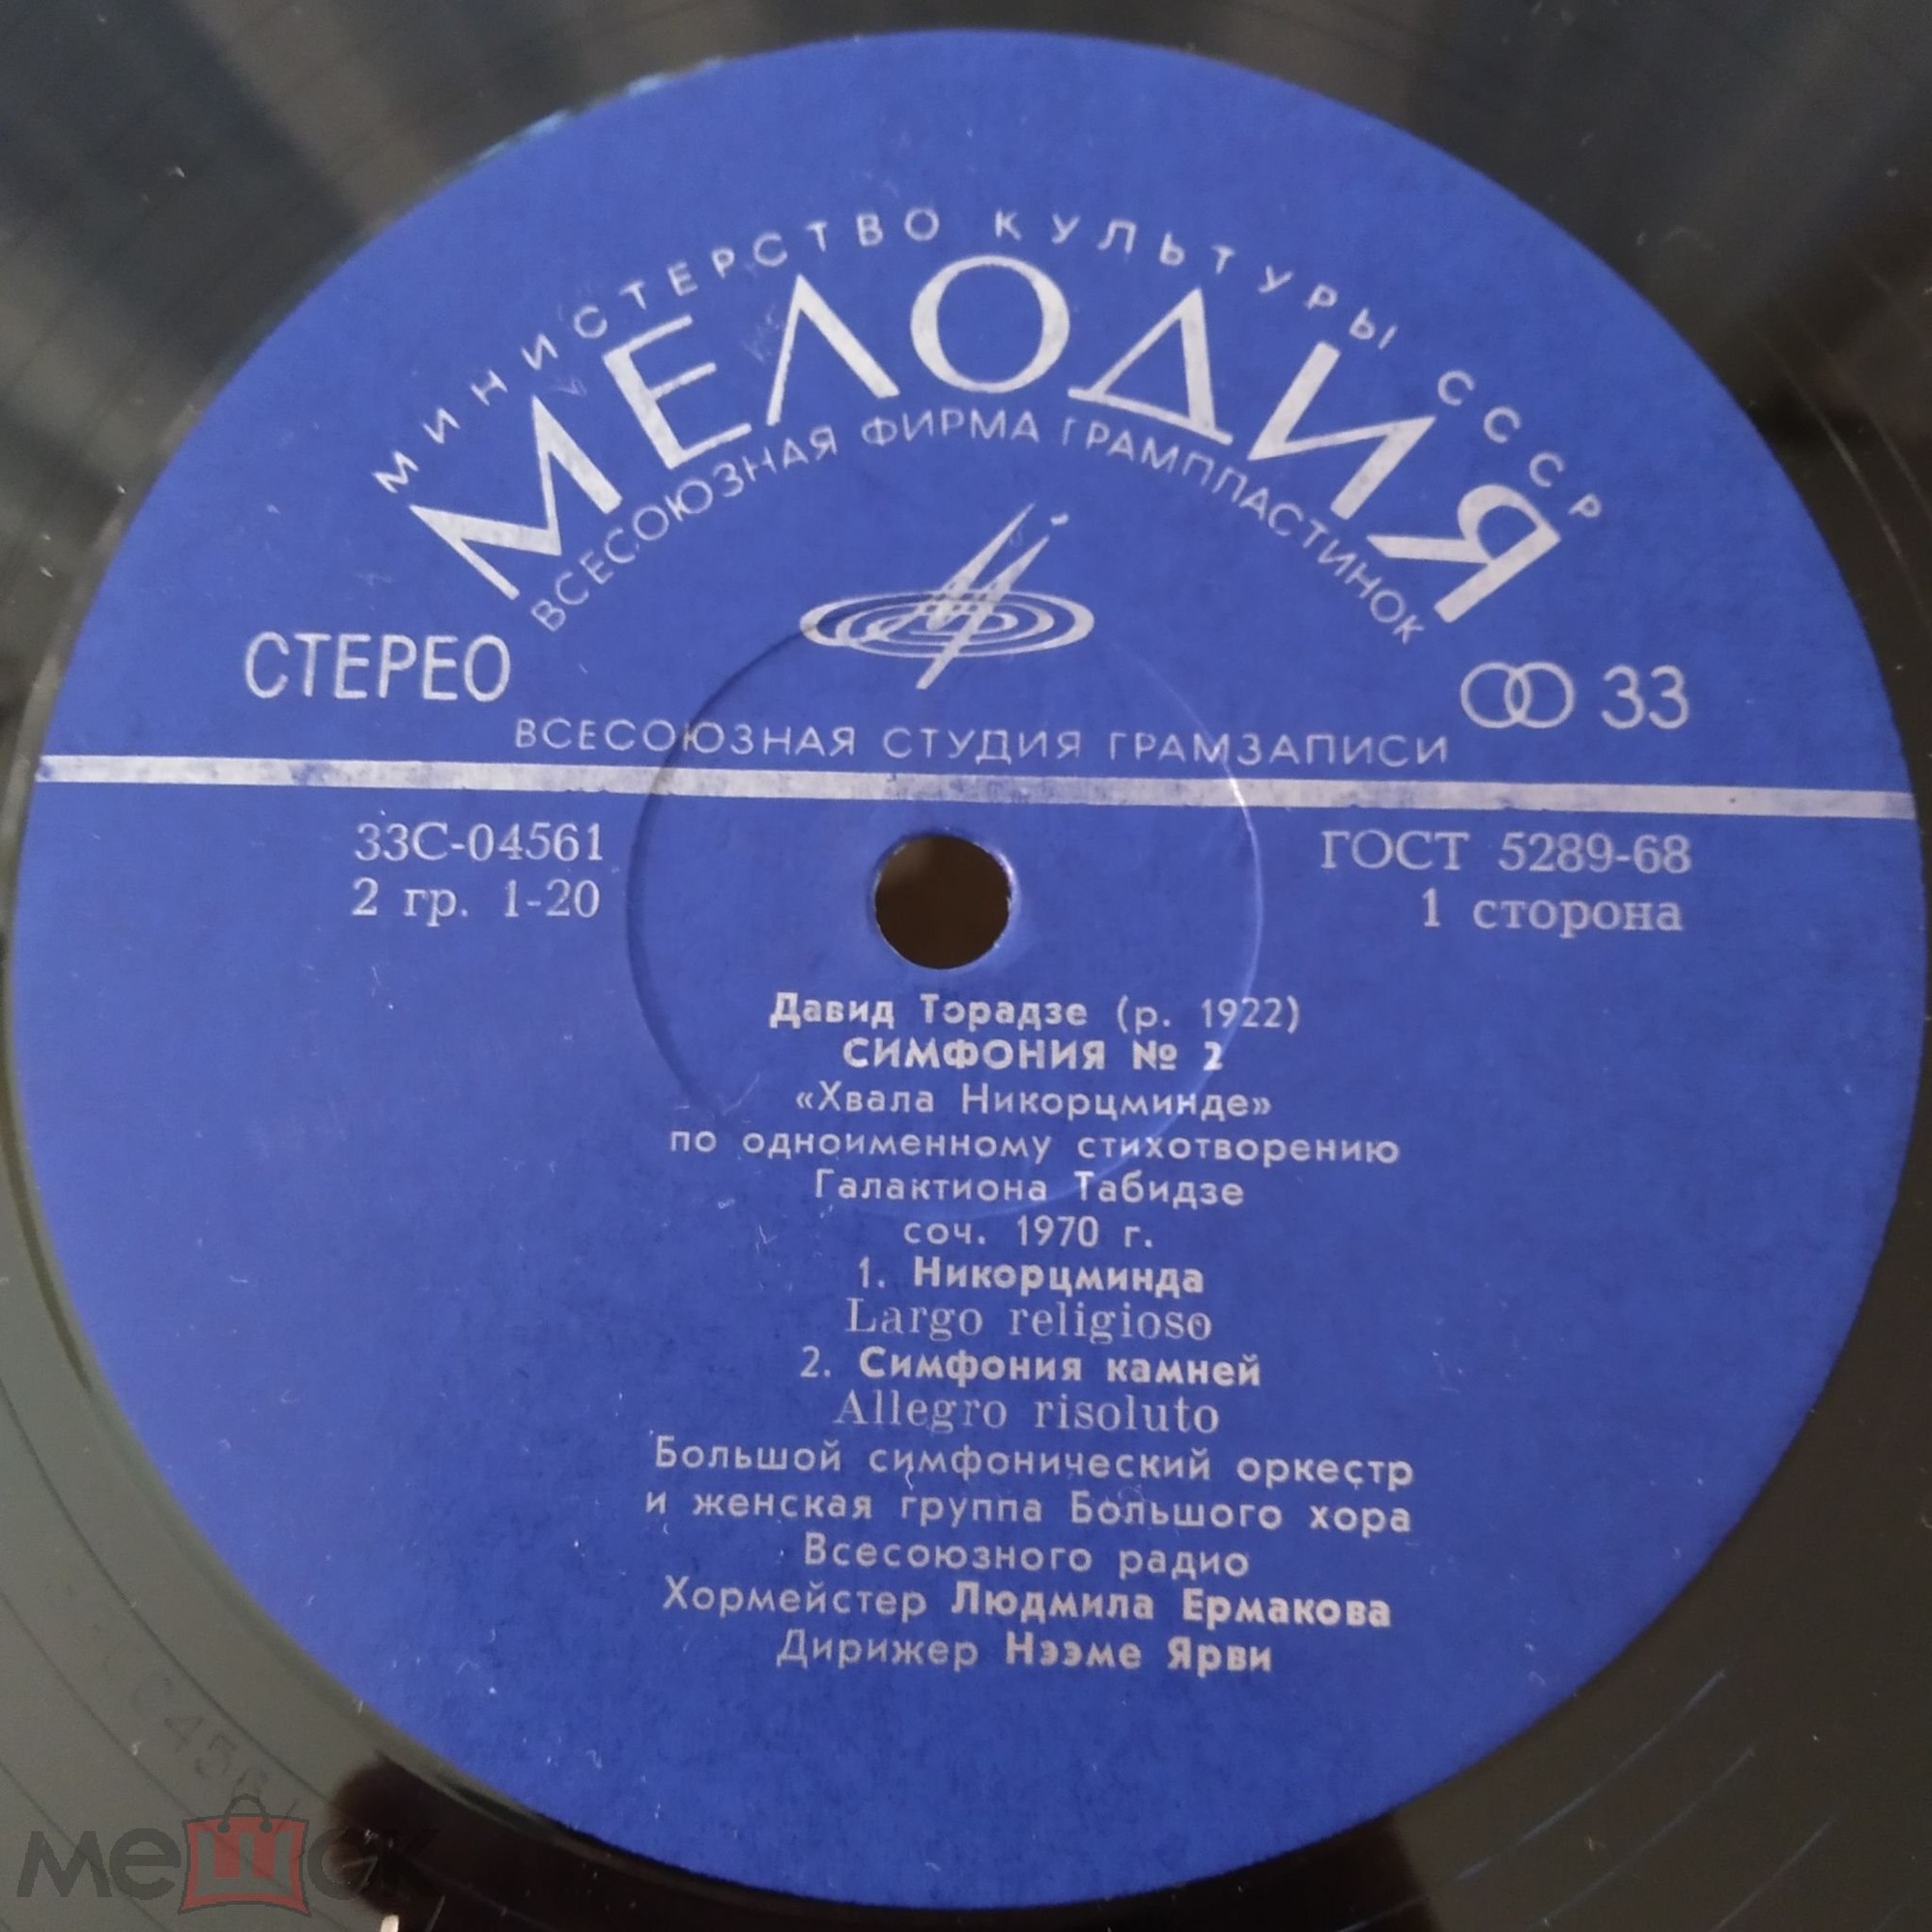 МИНИСТЕРСТВО КУЛЬТУРЫ СССР
МЕЛОДИЯ
ВСЕСОЮЗНАЯ ФИРМА ГРАМПЛАСТИНОК
СТЕРЕО
33
ВСЕСОЮЗНАЯ СТУДИЯ ГРАМЗАПИСИ
33С-04561
ГОСТ 5289-68
2 гр. 1-20
1 сторона
Давид Торадзе (р. 1922)
СИМФОНИЯ № 2
«Хвала Никорцминде»
по одноименному стихотворению
Галактиона Табидзе
соч. 1970 г.
1. Никорцминда
Largo religioso
2. Симфония камней
Allegro risoluto
Большой симфонический оркестр
и женская группа Большого хора
Всесоюзного радио
Хормейстер Людмила Ермакова
Дирижер Нээме Ярви
мешок